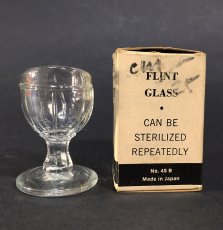 FLINT
GLASS
•
CAN BE
STERILIZED
REPEATEDLY
No. 45 B
Made in Japan